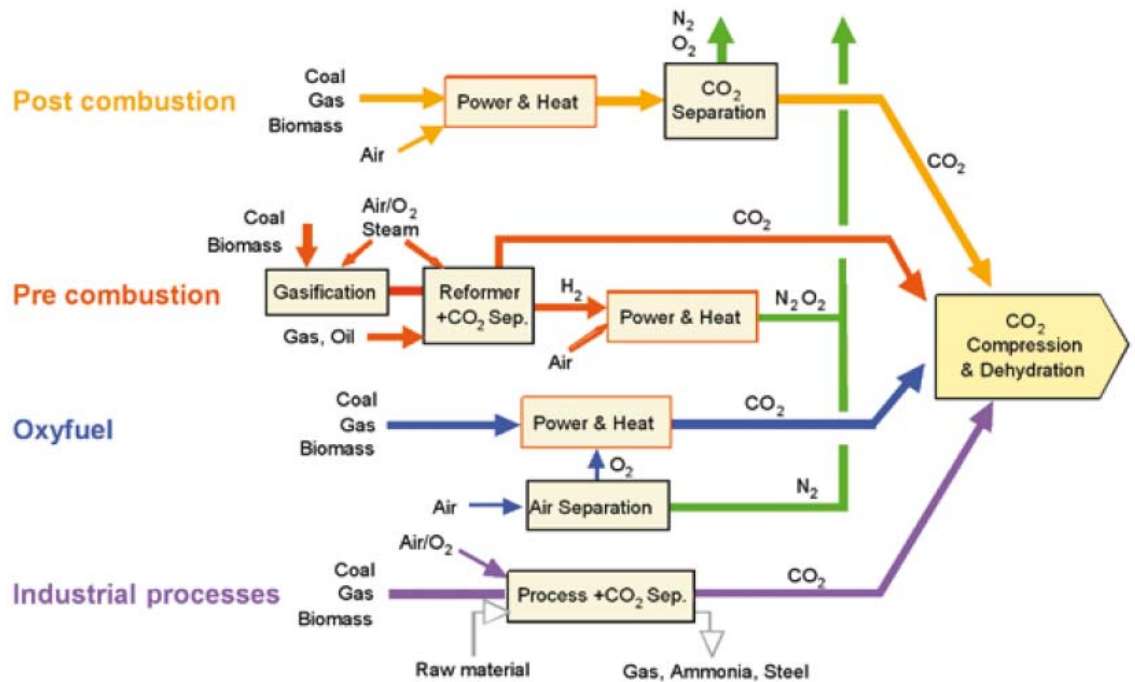 N₂
O₂
Post combustion
Coal
Gas
Biomass
Air
Power & Heat
CO₂
Separation
CO₂
Pre combustion
Coal
Biomass
Air/O₂
Steam
Gasification
Gas, Oil
Reformer
+CO₂ Sep.
CO₂
H₂
Air
Power & Heat
N₂O₂
CO₂
Compression
& Dehydration
Oxyfuel
Coal
Gas
Biomass
Power & Heat
CO₂
O₂
Air
Air Separation
N₂
Industrial processes
Air/O₂
Coal
Gas
Biomass
Process +CO₂ Sep.
CO₂
Raw material
Gas, Ammonia, Steel